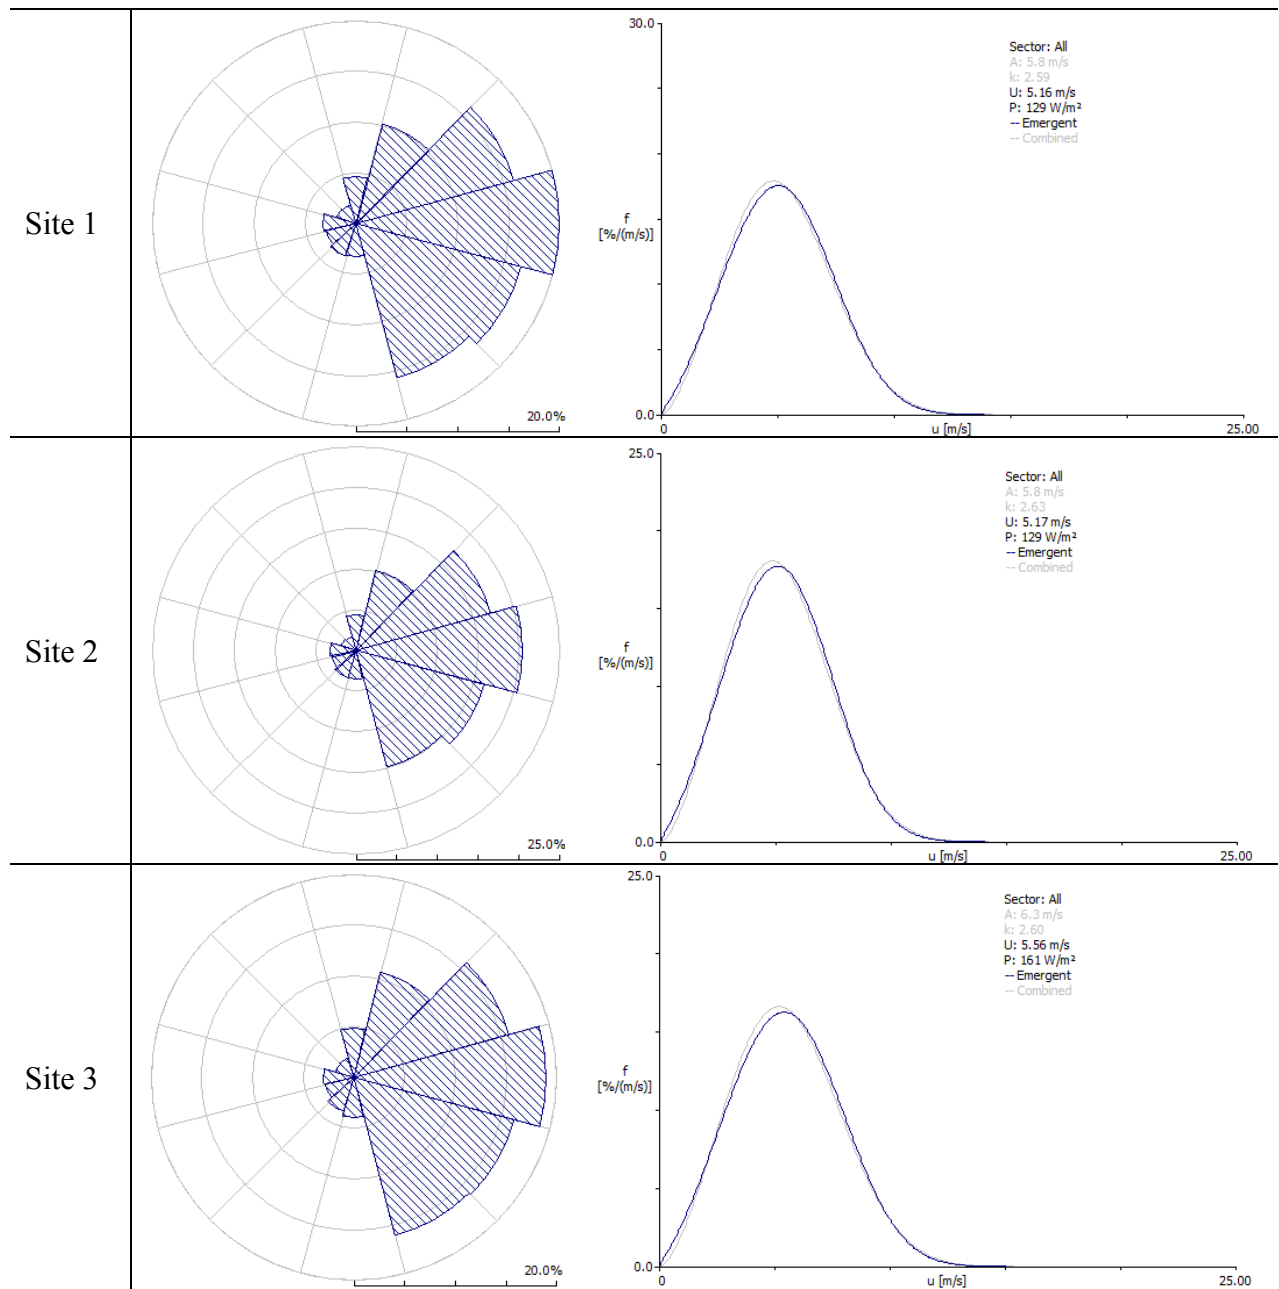 Site 1
20.0%
30.0
f
[%/(m/s)]
0.0
0
u [m/s]
25.00
Sector: All
A: 5.8 m/s
k: 2.59
U: 5.16 m/s
P: 129 W/m²
-- Emergent
-- Combined
Site 2
25.0%
25.0
f
[%/(m/s)]
0.0
0
u [m/s]
25.00
Sector: All
A: 5.8 m/s
k: 2.63
U: 5.17 m/s
P: 129 W/m²
-- Emergent
-- Combined
Site 3
20.0%
25.0
f
[%/(m/s)]
0.0
0
u [m/s]
25.00
Sector: All
A: 6.3 m/s
k: 2.60
U: 5.56 m/s
P: 161 W/m²
-- Emergent
-- Combined